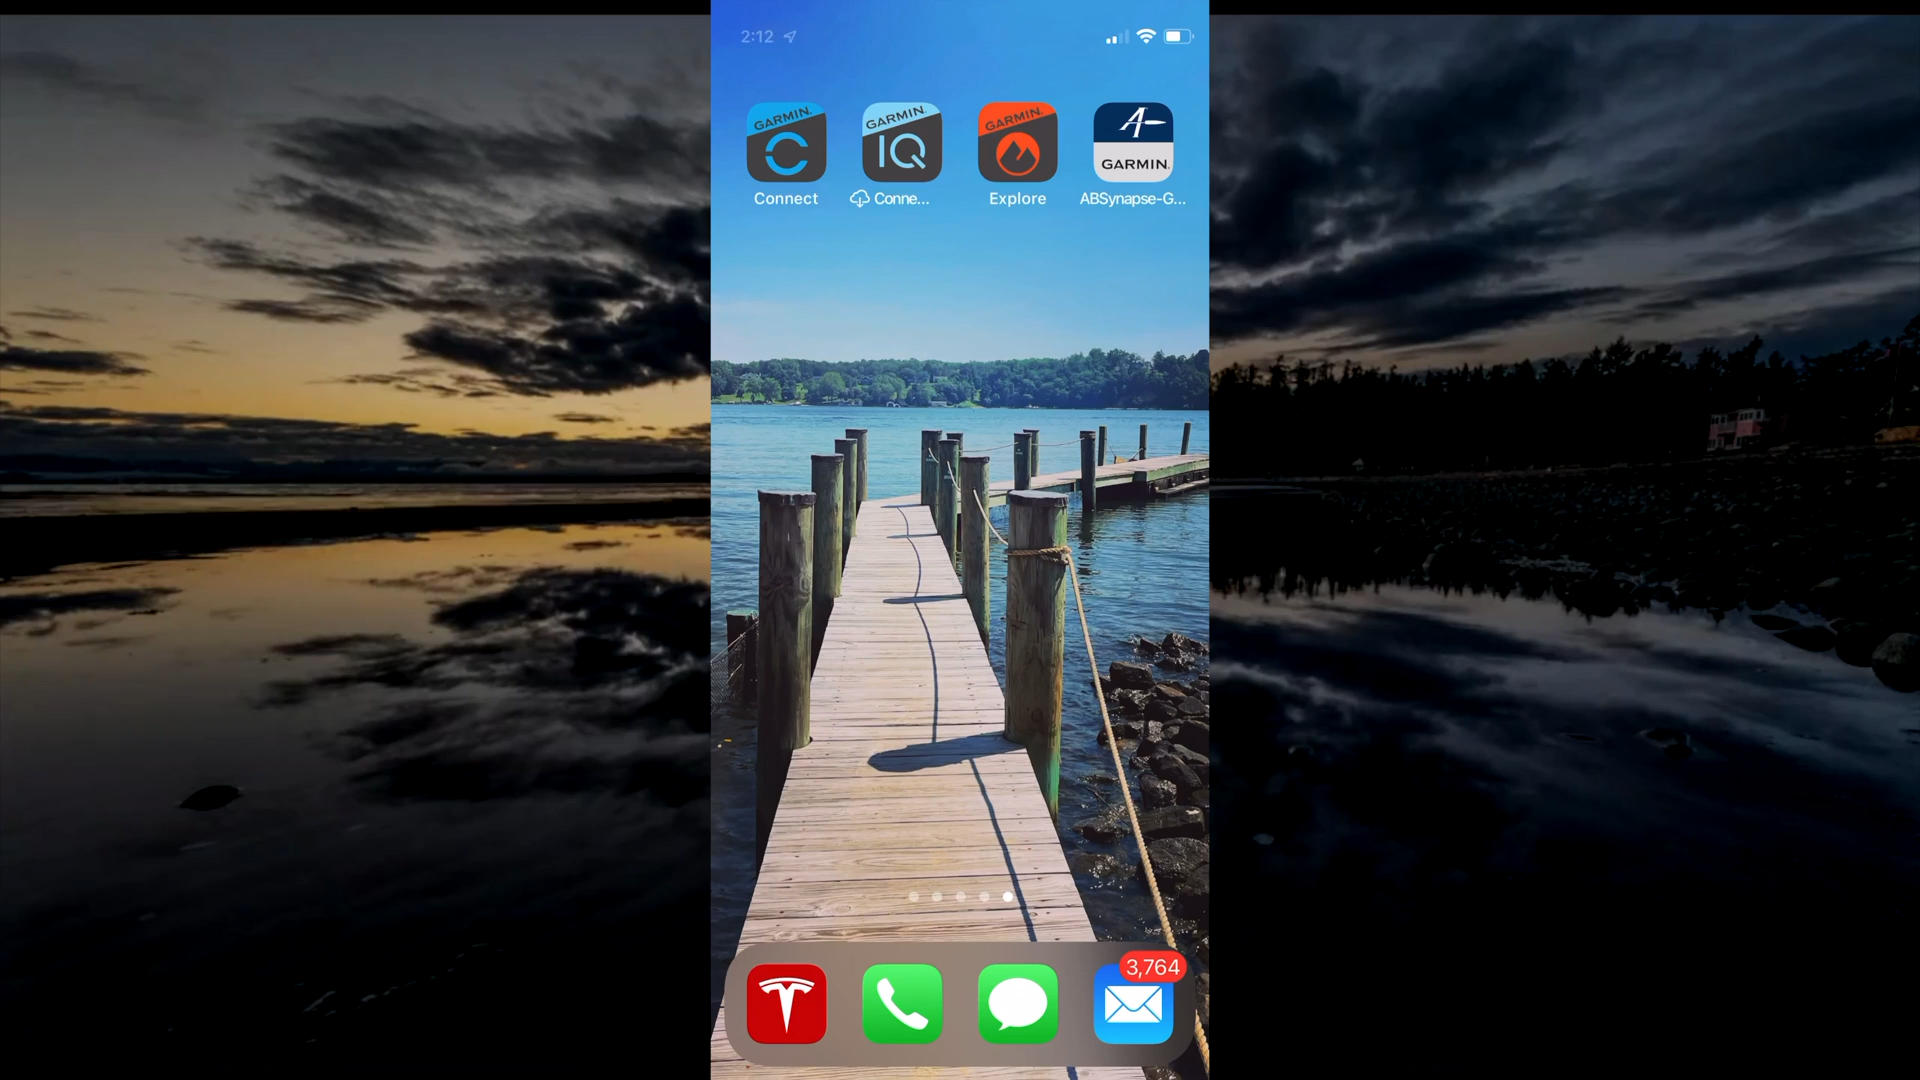 2:12
GARMIN.
GARMIN.
IQ
GARMIN.
A
GARMIN.
Connect
Conne...
Explore
ABSynapse-G...
3,764